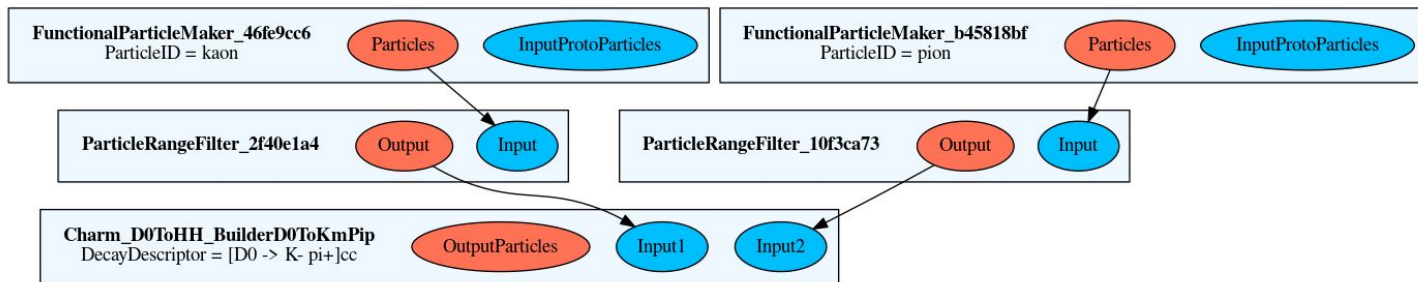 FunctionalParticleMaker_46fe9cc6
ParticleID = kaon
Particles
InputProtoParticles
FunctionalParticleMaker_b45818bf
ParticleID = pion
Particles
InputProtoParticles
ParticleRangeFilter_2f40e1a4
Output
Input
ParticleRangeFilter_10f3ca73
Output
Input
Charm_D0ToHH_BuilderD0ToKmPip
DecayDescriptor = [D0 -> K- pi+]cc
OutputParticles
Input1
Input2